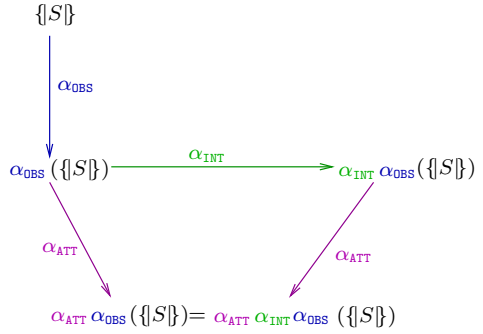 {|S|}
α_OBS
α_INT
α_OBS({|S|}) α_INT α_OBS({|S|})
α_ATT α_ATT
α_ATT α_OBS({|S|})= α_ATT α_INT α_OBS ({|S|})